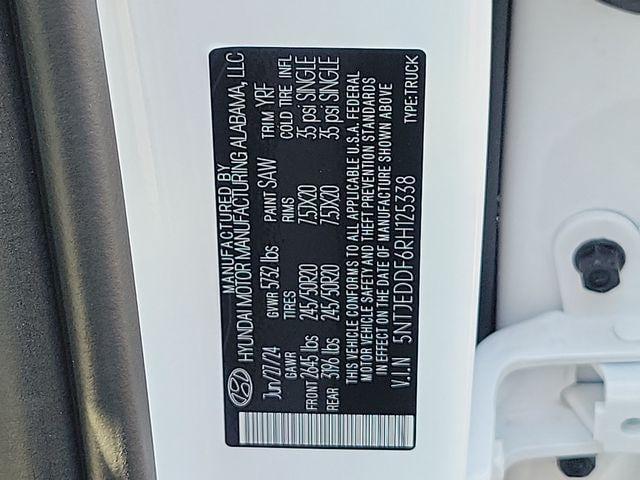 MANUFACTURED BY
HYUNDAI MOTOR MANUFACTURING ALABAMA, LLC
Jun/27/24 GVWR 5732 lbs PAINT SAW TRIM YRF
GAWR TIRES RIMS COLD TIRE INFL
FRONT 2645 lbs 245/50R20 7.5JX20 35 psi SINGLE
REAR 3196 lbs 245/50R20 7.5JX20 35 psi SINGLE
THIS VEHICLE CONFORMS TO ALL APPLICABLE U.S.A. FEDERAL
MOTOR VEHICLE SAFETY AND THEFT PREVENTION STANDARDS
IN EFFECT ON THE DATE OF MANUFACTURE SHOWN ABOVE
V.I.N 5NTJEDDF6RH125338 TYPE:TRUCK